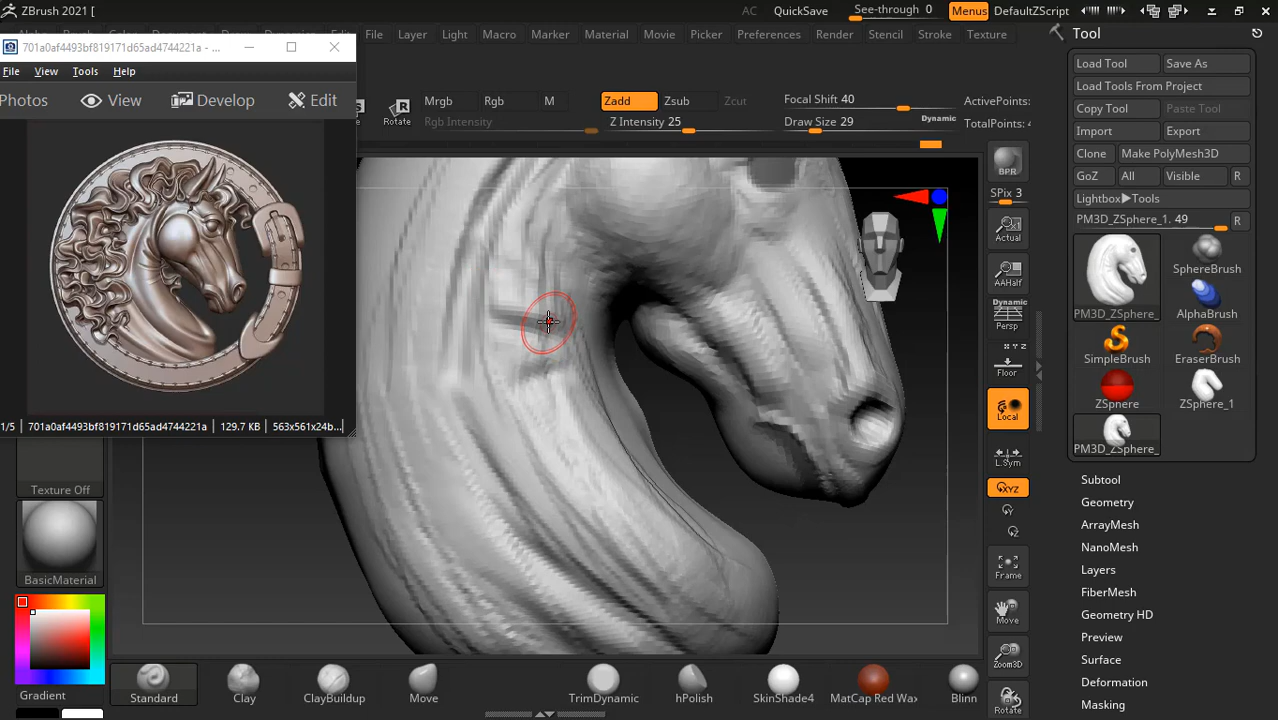 ZBrush 2021 [
AC QuickSave See-through 0 Menus DefaultZScript
File Layer Light Macro Marker Material Movie Picker Preferences Render Stencil Stroke Texture
701a0af4493bf819171d65ad4744221a - ...
File View Tools Help
Photos View Develop Edit
1/5 701a0af4493bf819171d65ad4744221a 129.7 KB 563x561x24b...
Rotate
Mrgb Rgb M
Rgb Intensity
Zadd Zsub Zcut
Z Intensity 25
Focal Shift 40
Draw Size 29 Dynamic
ActivePoints:
TotalPoints:
Texture Off
BasicMaterial
Gradient
BPR
SPix 3
Actual
AAHalf
Dynamic
Persp
X Y Z
Floor
Local
L.Sym
XYZ
Y
Z
Frame
Move
Zoom3D
Rotate
Tool
Load Tool Save As
Load Tools From Project
Copy Tool Paste Tool
Import Export
Clone Make PolyMesh3D
GoZ All Visible R
Lightbox▶Tools
PM3D_ZSphere_1. 49 R
PM3D_ZSphere_ SphereBrush
AlphaBrush
SimpleBrush EraserBrush
ZSphere ZSphere_1
PM3D_ZSphere_
Subtool
Geometry
ArrayMesh
NanoMesh
Layers
FiberMesh
Geometry HD
Preview
Surface
Deformation
Masking
Standard Clay ClayBuildup Move TrimDynamic hPolish SkinShade4 MatCap Red Wax Blinn